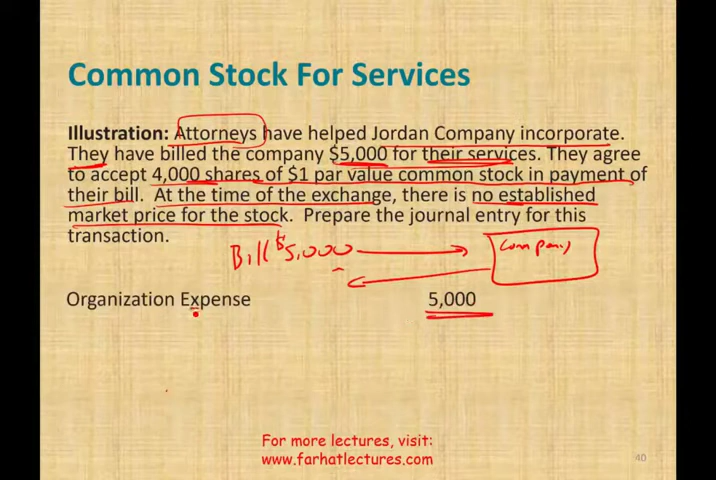 Common Stock For Services
Illustration: Attorneys have helped Jordan Company incorporate.
They have billed the company $5,000 for their services. They agree
to accept 4,000 shares of $1 par value common stock in payment of
their bill. At the time of the exchange, there is no established
market price for the stock. Prepare the journal entry for this
transaction.
Bill $5,000 Company
Organization Expense 5,000
For more lectures, visit:
www.farhatlectures.com
40